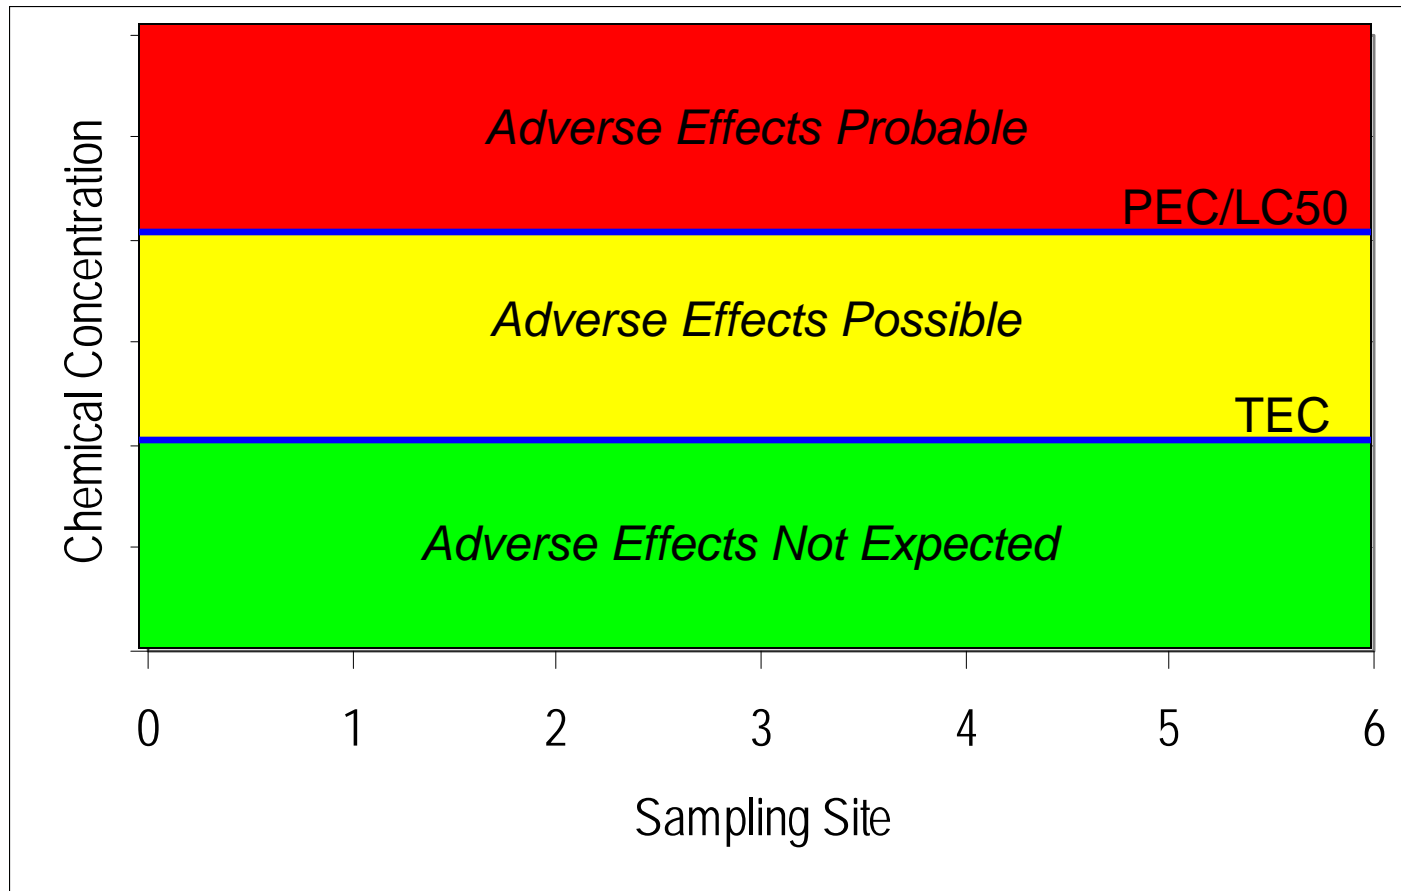 Adverse Effects Probable
PEC/LC50
Adverse Effects Possible
TEC
Adverse Effects Not Expected
Chemical Concentration
0 1 2 3 4 5 6
Sampling Site